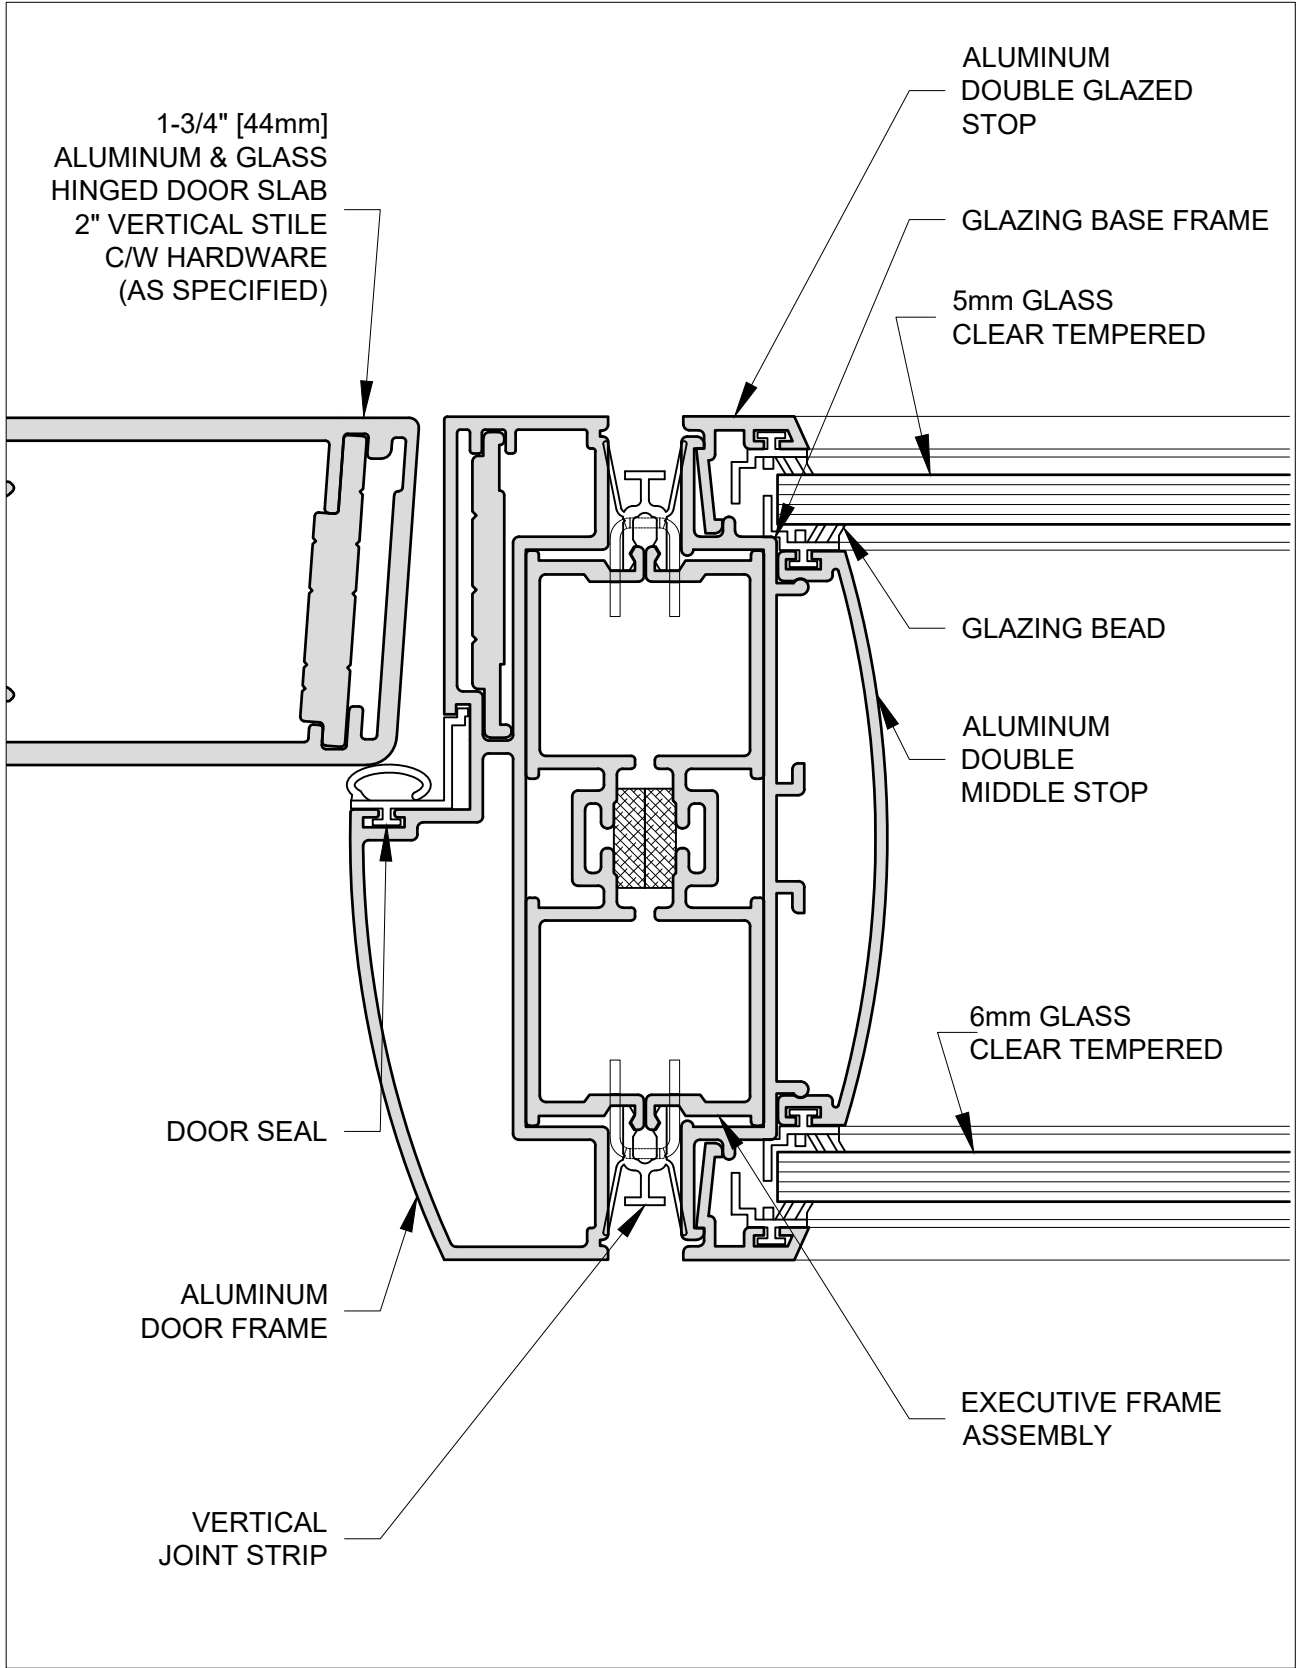 1-3/4" [44mm]
ALUMINUM & GLASS
HINGED DOOR SLAB
2" VERTICAL STILE
C/W HARDWARE
(AS SPECIFIED)
ALUMINUM
DOUBLE GLAZED
STOP
GLAZING BASE FRAME
5mm GLASS
CLEAR TEMPERED
GLAZING BEAD
ALUMINUM
DOUBLE
MIDDLE STOP
6mm GLASS
CLEAR TEMPERED
DOOR SEAL
ALUMINUM
DOOR FRAME
EXECUTIVE FRAME
ASSEMBLY
VERTICAL
JOINT STRIP